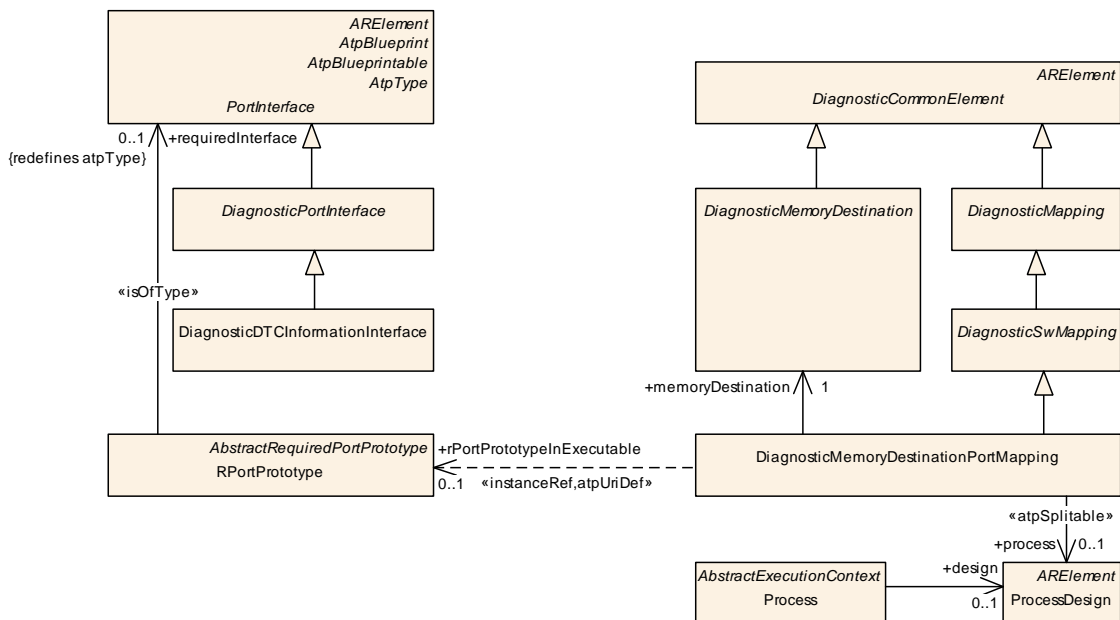 ARElement
AtpBlueprint
AtpBlueprintable
AtpType
PortInterface
ARElement
DiagnosticCommonElement
0..1
+requiredInterface
{redefines atpType}
DiagnosticPortInterface
DiagnosticMemoryDestination
DiagnosticMapping
«isOfType»
DiagnosticDTCInformationInterface
DiagnosticSwMapping
+memoryDestination
1
AbstractRequiredPortPrototype
RPortPrototype
+rPortPrototypeInExecutable
0..1
«instanceRef,atpUriDef»
DiagnosticMemoryDestinationPortMapping
«atpSplitable»
+process
0..1
AbstractExecutionContext
Process
+design
0..1
ARElement
ProcessDesign